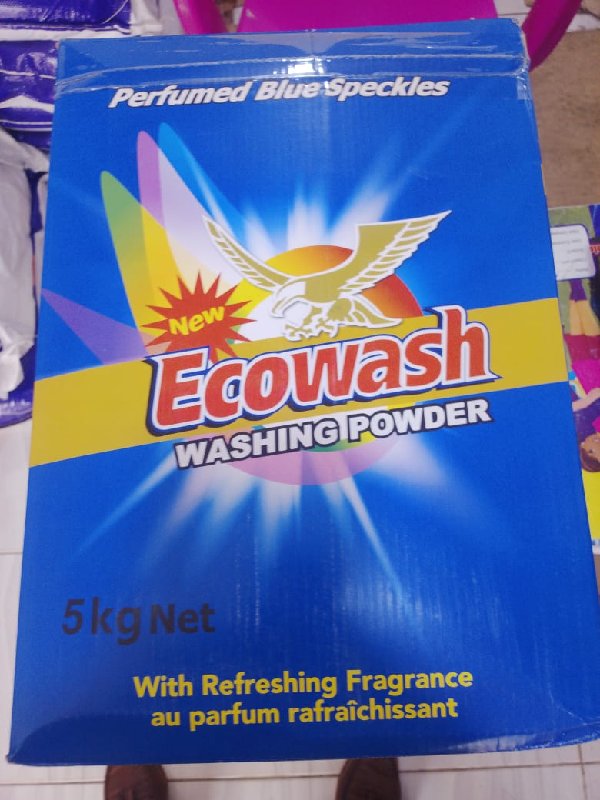 Perfumed Blue Speckles
New
Ecowash
WASHING POWDER
5kg Net
With Refreshing Fragrance
au parfum rafraîchissant